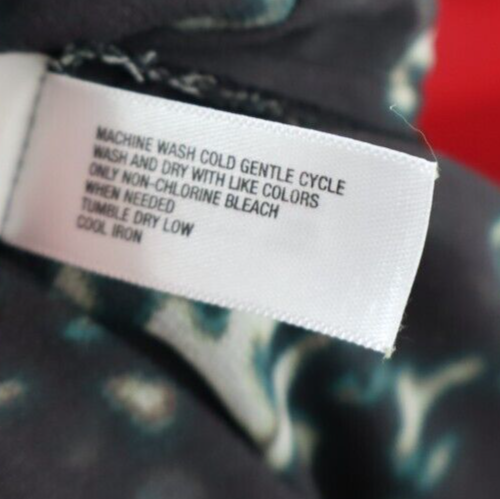 MACHINE WASH COLD GENTLE CYCLE
WASH AND DRY WITH LIKE COLORS
ONLY NON-CHLORINE BLEACH
WHEN NEEDED
TUMBLE DRY LOW
COOL IRON